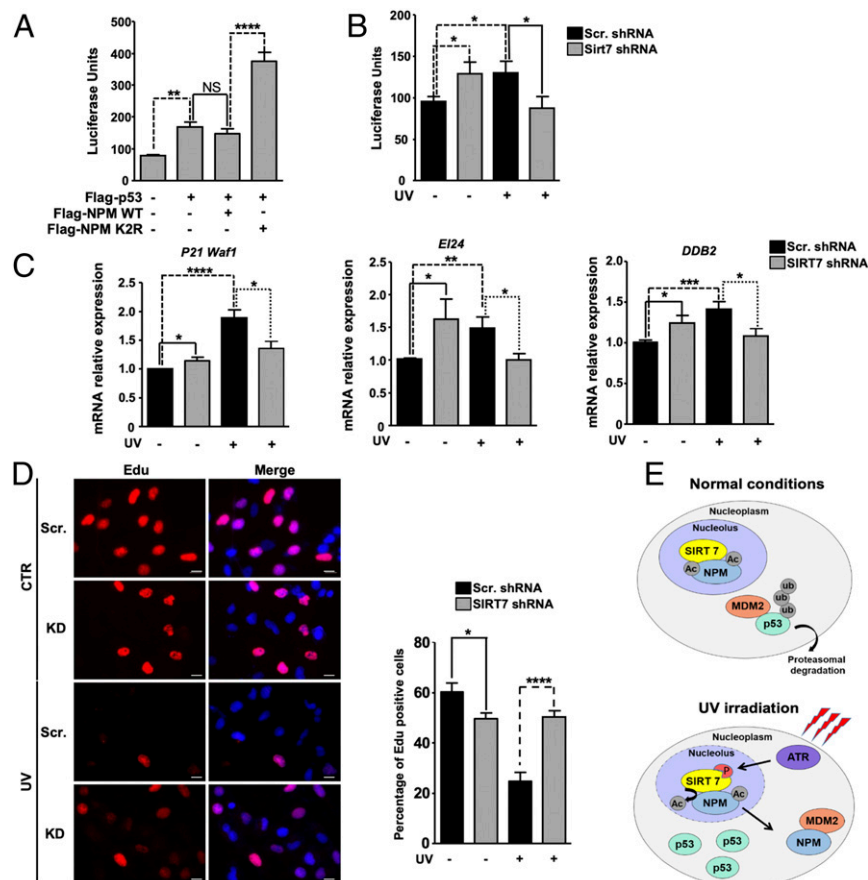 A
Luciferase Units
500
400
300
200
100
0
**
NS
****
Flag-p53 - + + +
Flag-NPM WT - - + -
Flag-NPM K2R - - - +
B
Luciferase Units
200
150
100
50
0
*
*
*
Scr. shRNA
Sirt7 shRNA
UV - - + +
C
P21 Waf1
mRNA relative expression
2.5
2.0
1.5
1.0
0.5
0.0
****
*
*
UV - - + +
EI24
mRNA relative expression
2.5
2.0
1.5
1.0
0.5
0.0
**
*
*
UV - - + +
DDB2
mRNA relative expression
2.0
1.5
1.0
0.5
0.0
***
*
*
Scr. shRNA
SIRT7 shRNA
UV - - + +
D
Edu Merge
CTR
Scr.
KD
UV
Scr.
KD
Scr. shRNA
SIRT7 shRNA
Percentage of Edu positive cells
80
60
40
20
0
*
****
UV - - + +
E
Normal conditions
Nucleoplasm
Nucleolus
SIRT 7
Ac Ac
NPM
ub
ub
ub
MDM2
p53
Proteasomal
degradation
UV irradiation
Nucleoplasm
Nucleolus
ATR
P
SIRT 7
Ac Ac
NPM
MDM2
NPM
p53
p53
p53